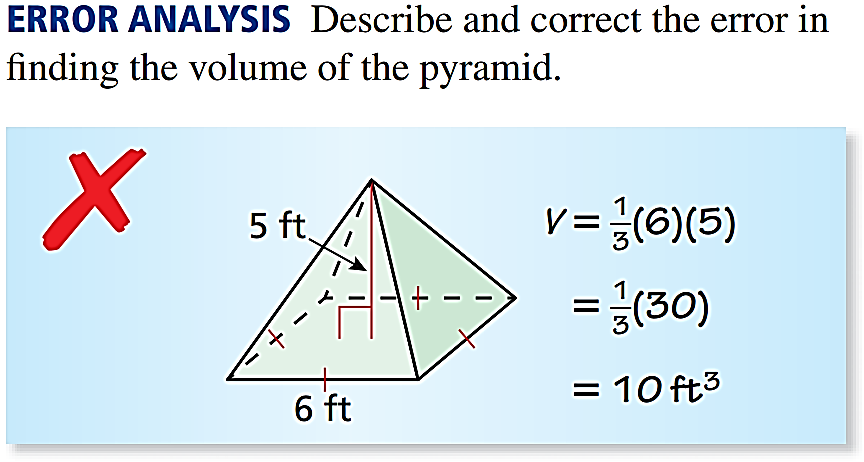 ERROR ANALYSIS Describe and correct the error in
finding the volume of the pyramid.
5 ft
6 ft
V = 1/3(6)(5)
= 1/3(30)
= 10 ft³